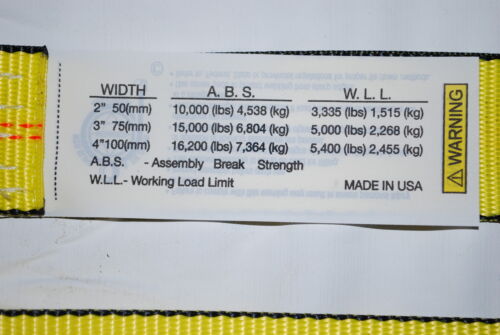 WIDTH A. B. S. W. L. L.
2" 50(mm) 10,000 (lbs) 4,538 (kg) 3,335 (lbs) 1,515 (kg)
3" 75(mm) 15,000 (lbs) 6,804 (kg) 5,000 (lbs) 2,268 (kg)
4" 100(mm) 16,200 (lbs) 7,364 (kg) 5,400 (lbs) 2,455 (kg)
A.B.S. - Assembly Break Strength
W.L.L.- Working Load Limit MADE IN USA
WARNING